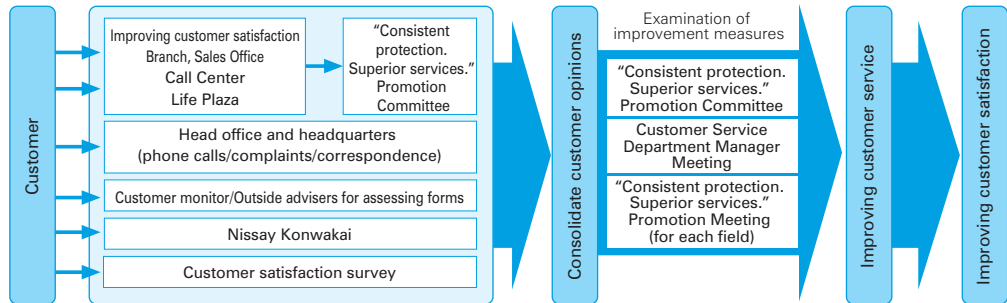 Customer
Improving customer satisfaction
Branch, Sales Office
Call Center
Life Plaza
“Consistent
protection.
Superior services.”
Promotion
Committee
Head office and headquarters
(phone calls/complaints/correspondence)
Customer monitor/Outside advisers for assessing forms
Nissay Konwakai
Customer satisfaction survey
Consolidate customer opinions
Examination of
improvement measures
“Consistent protection.
Superior services.”
Promotion Committee
Customer Service
Department Manager
Meeting
“Consistent protection.
Superior services.”
Promotion Meeting
(for each field)
Improving customer service
Improving customer satisfaction